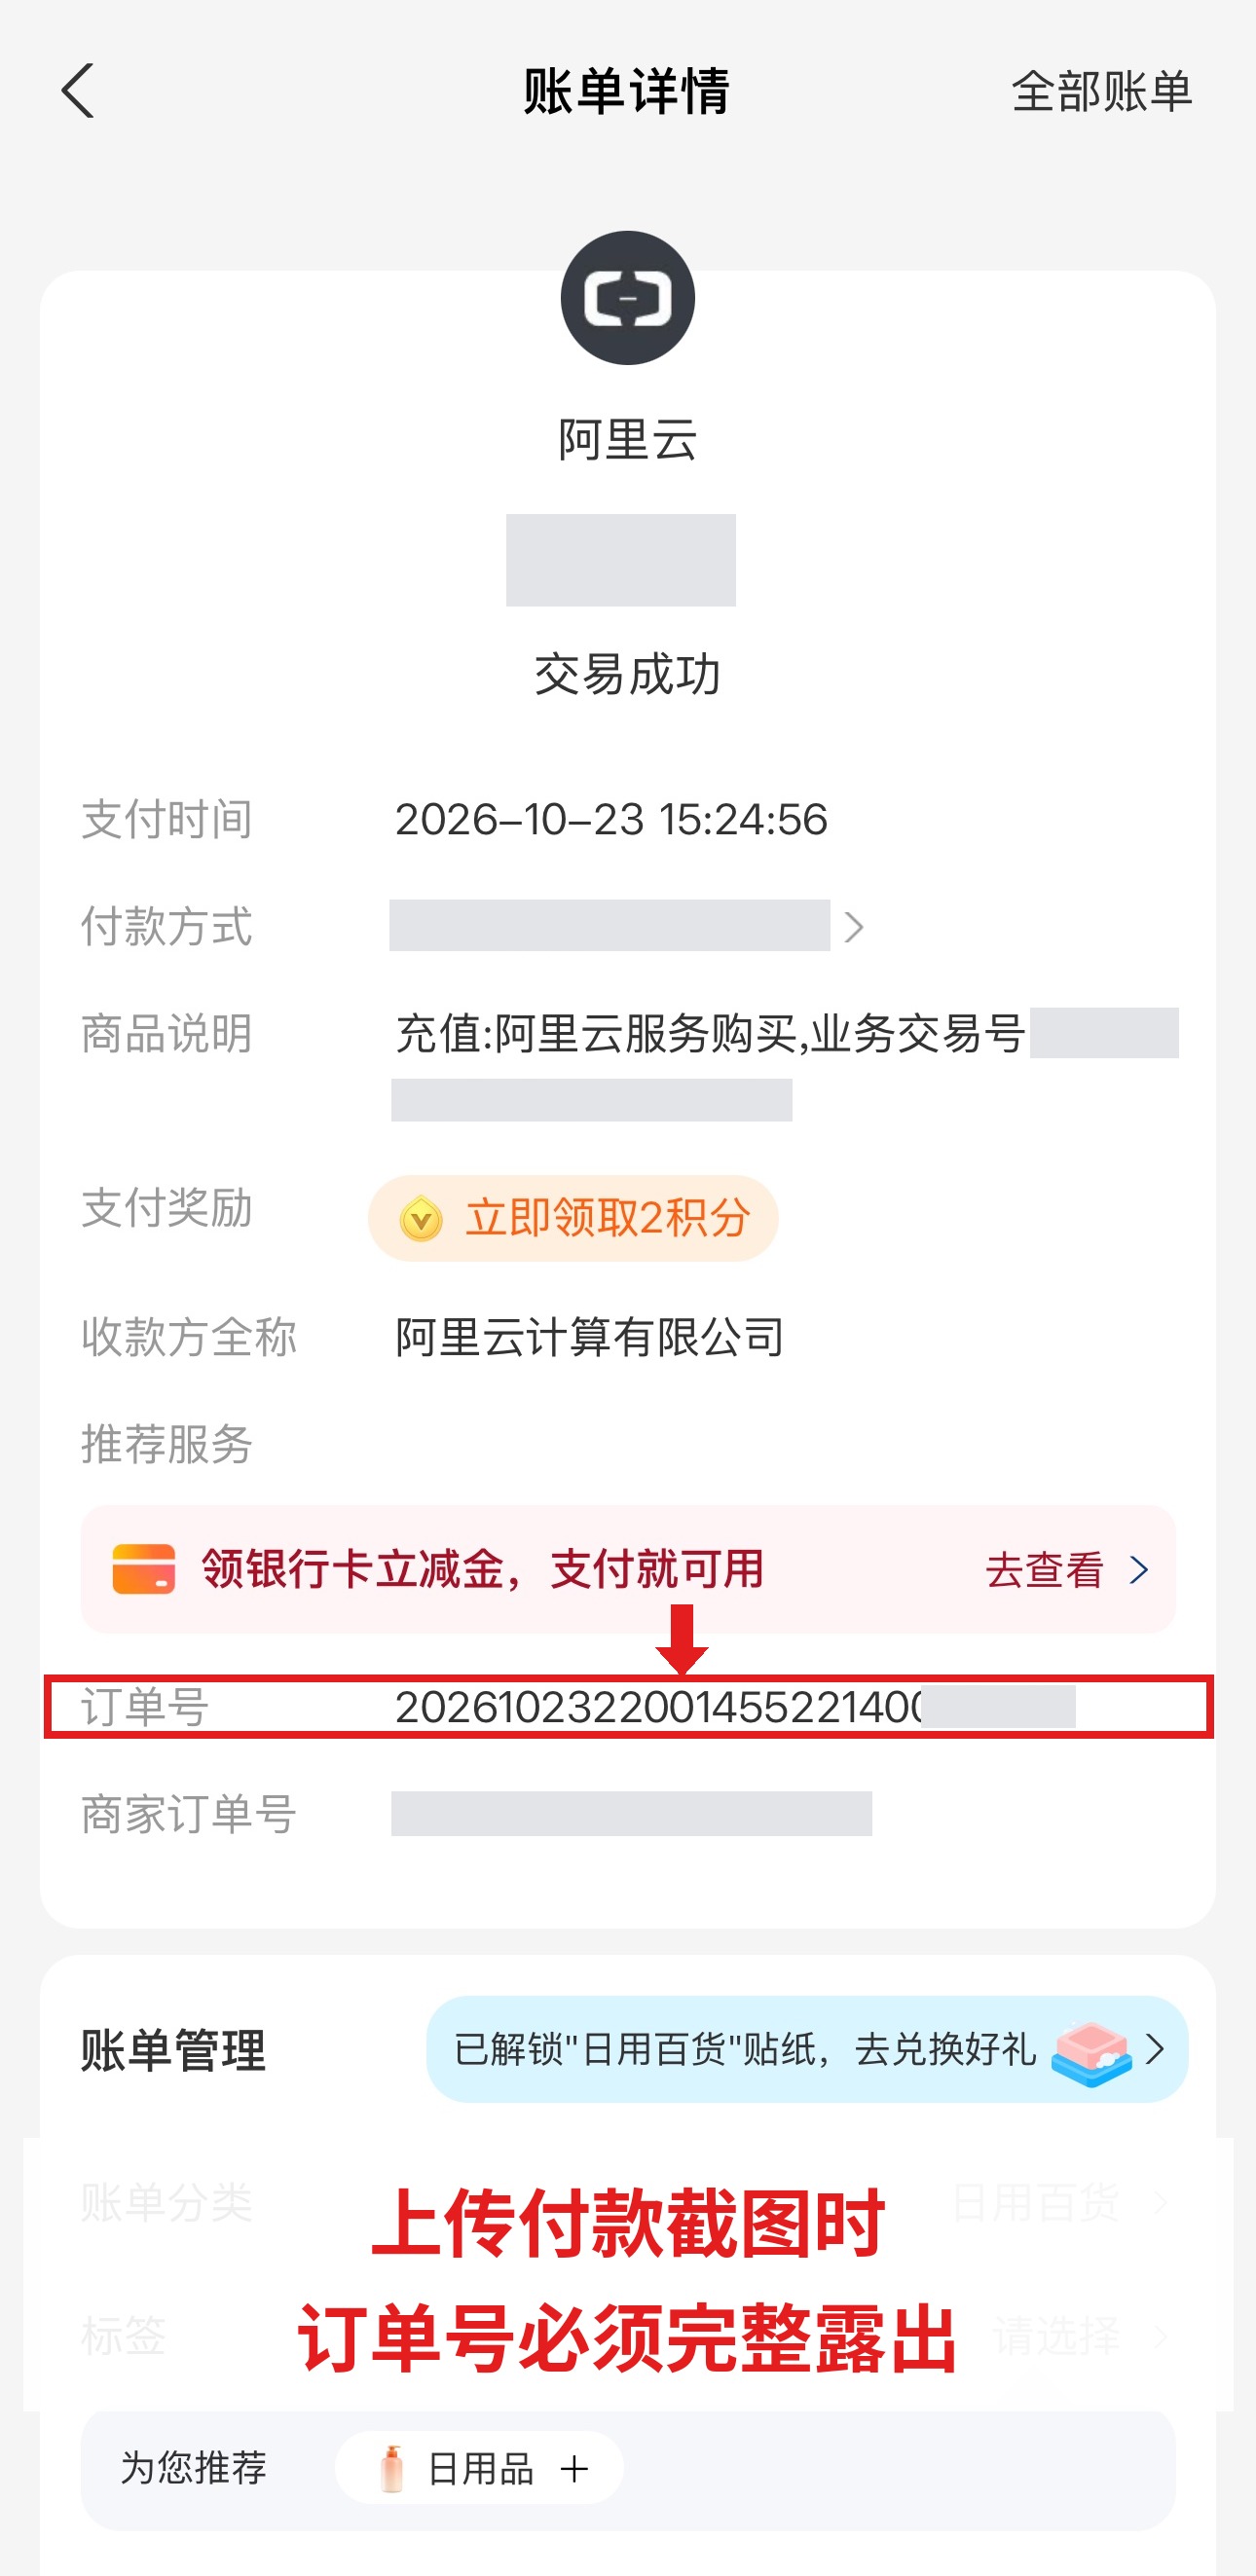 账单详情
全部账单
阿里云
交易成功
支付时间 2026-10-23 15:24:56
付款方式
商品说明 充值:阿里云服务购买,业务交易号
支付奖励 立即领取2积分
收款方全称 阿里云计算有限公司
推荐服务
领银行卡立减金，支付就可用 去查看
订单号 2026102322001455221400
商家订单号
账单管理
已解锁"日用百货"贴纸，去兑换好礼
账单分类 日用百货
上传付款截图时
标签 请选择
订单号必须完整露出
为您推荐 日用品 +